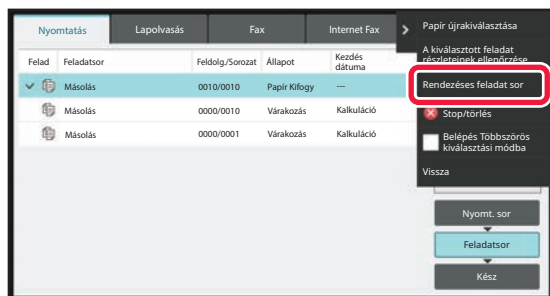 Nyomtatás Lapolvasás Fax Internet Fax
Felad Feladatsor Feldolg./Sorozat Állapot Kezdés dátuma
Másolás 0010/0010 Papír Kifogy ---
Másolás 0000/0010 Várakozás Kalkuláció
Másolás 0000/0001 Várakozás Kalkuláció
Papír újrakiválasztása
A kiválasztott feladat
részleteinek ellenőrzése
Rendezéses feladat sor
Stop/törlés
Belépés Többszörös
kiválasztási módba
Vissza
Nyomt. sor
Feladatsor
Kész